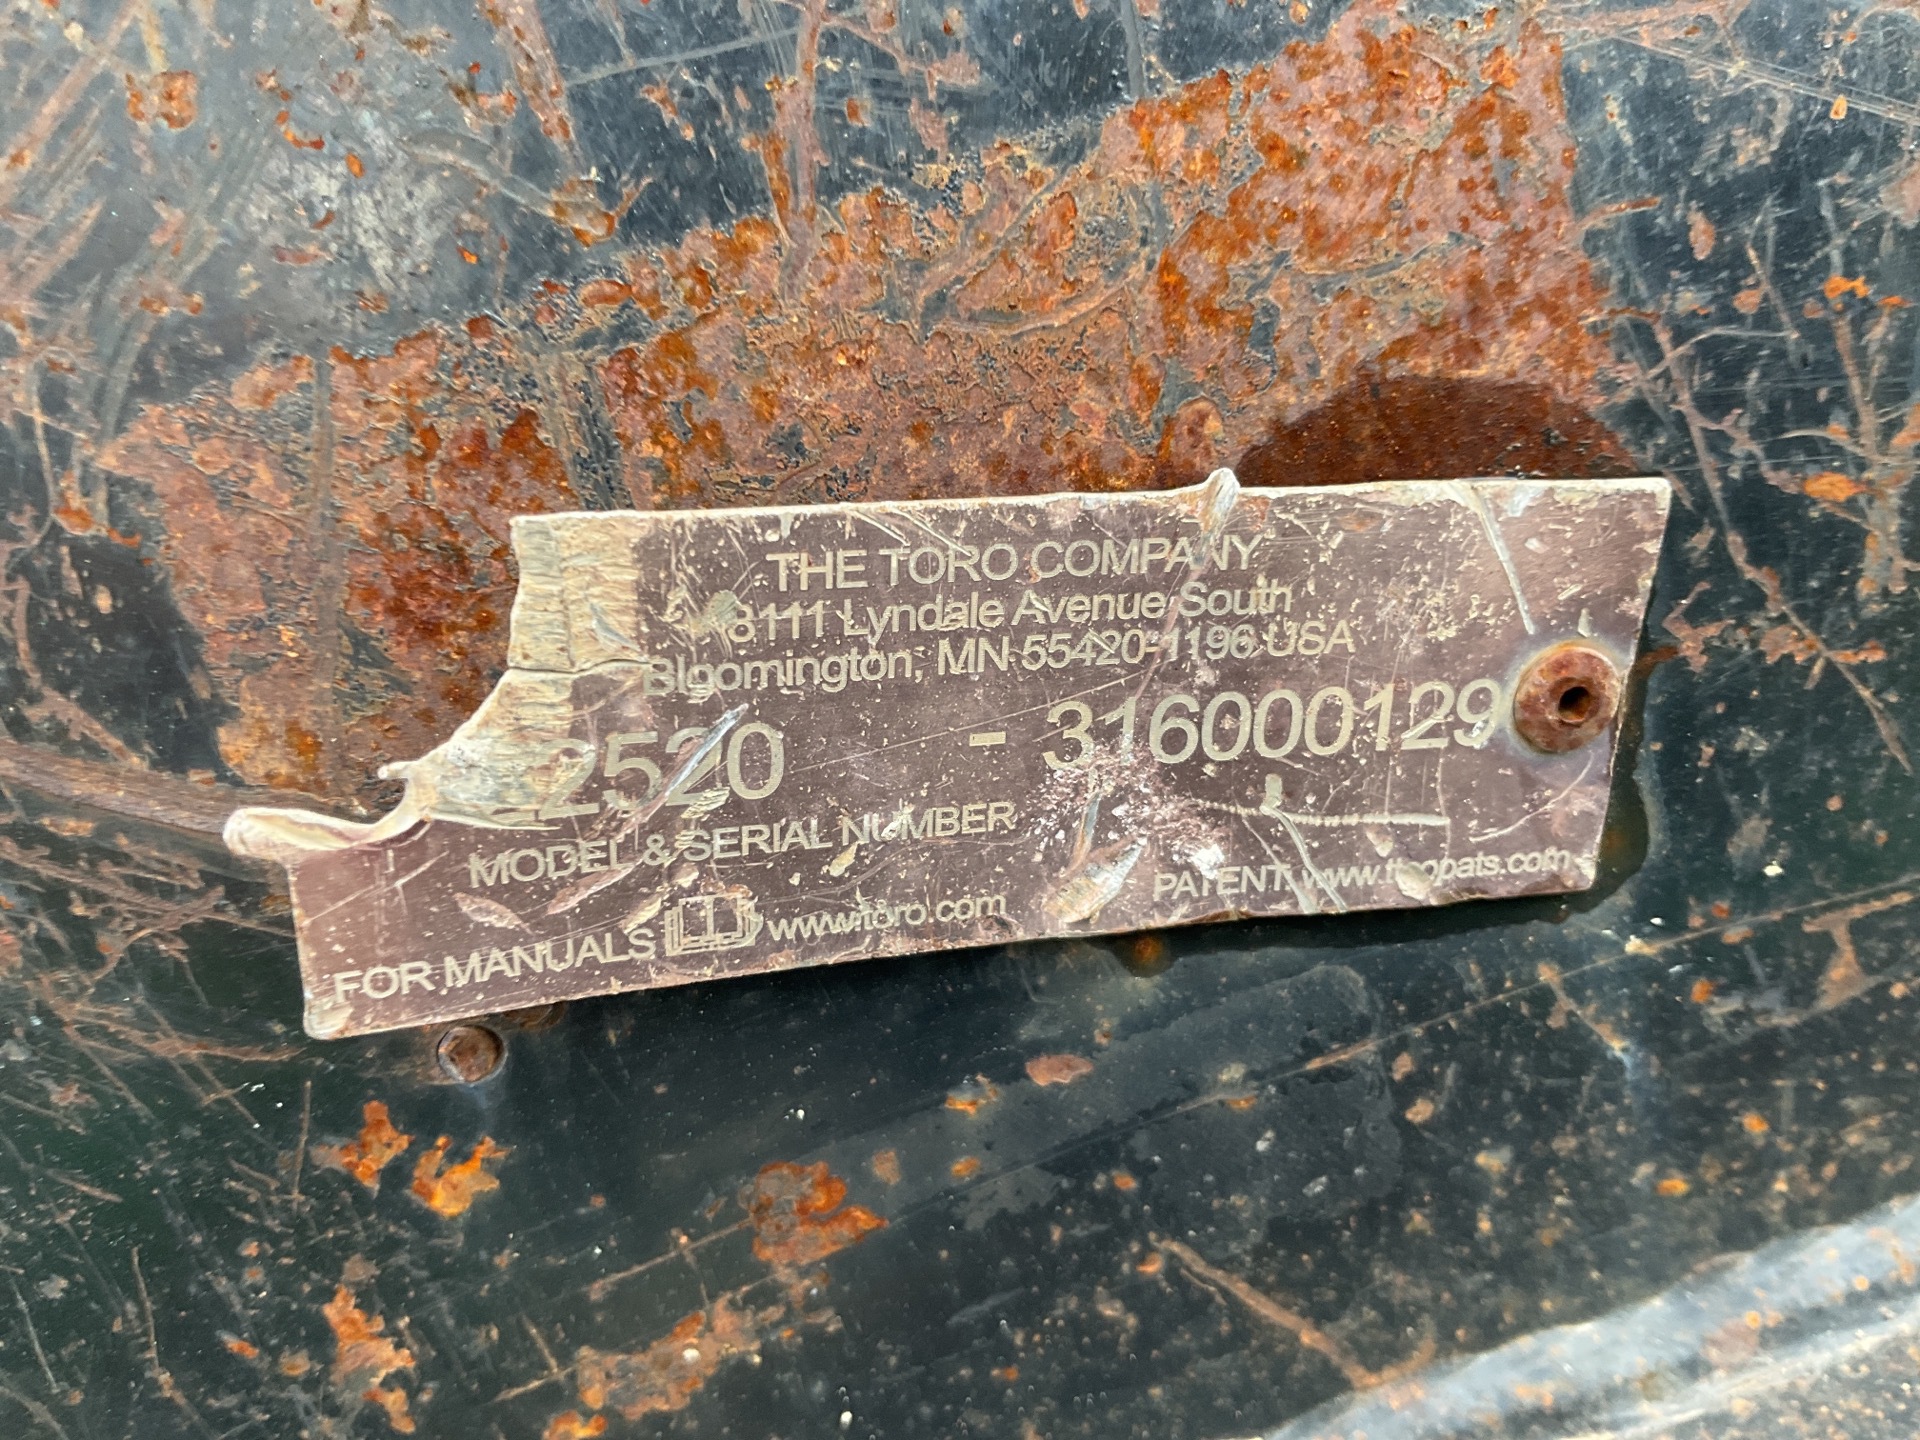 THE TORO COMPANY
8111 Lyndale Avenue South
Bloomington, MN 55420-1196 USA
2520 - 316000129
MODEL & SERIAL NUMBER
FOR MANUALS www.toro.com
PATENT: www.toropats.com